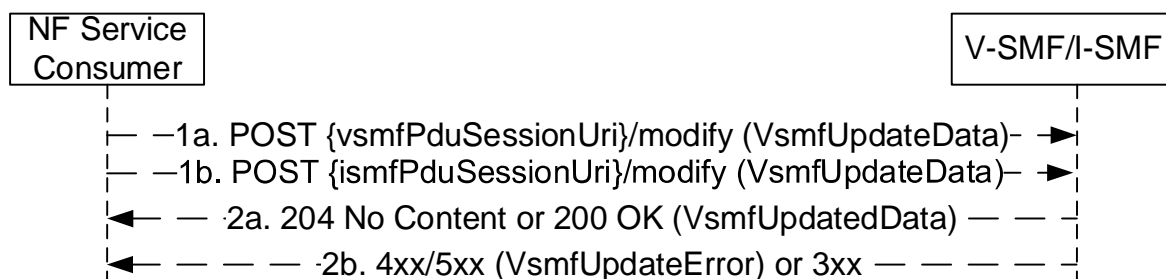 NF Service
Consumer
V-SMF/I-SMF
1a. POST {vsmfPduSessionUri}/modify (VsmfUpdateData)
1b. POST {ismfPduSessionUri}/modify (VsmfUpdateData)
2a. 204 No Content or 200 OK (VsmfUpdatedData)
2b. 4xx/5xx (VsmfUpdateError) or 3xx